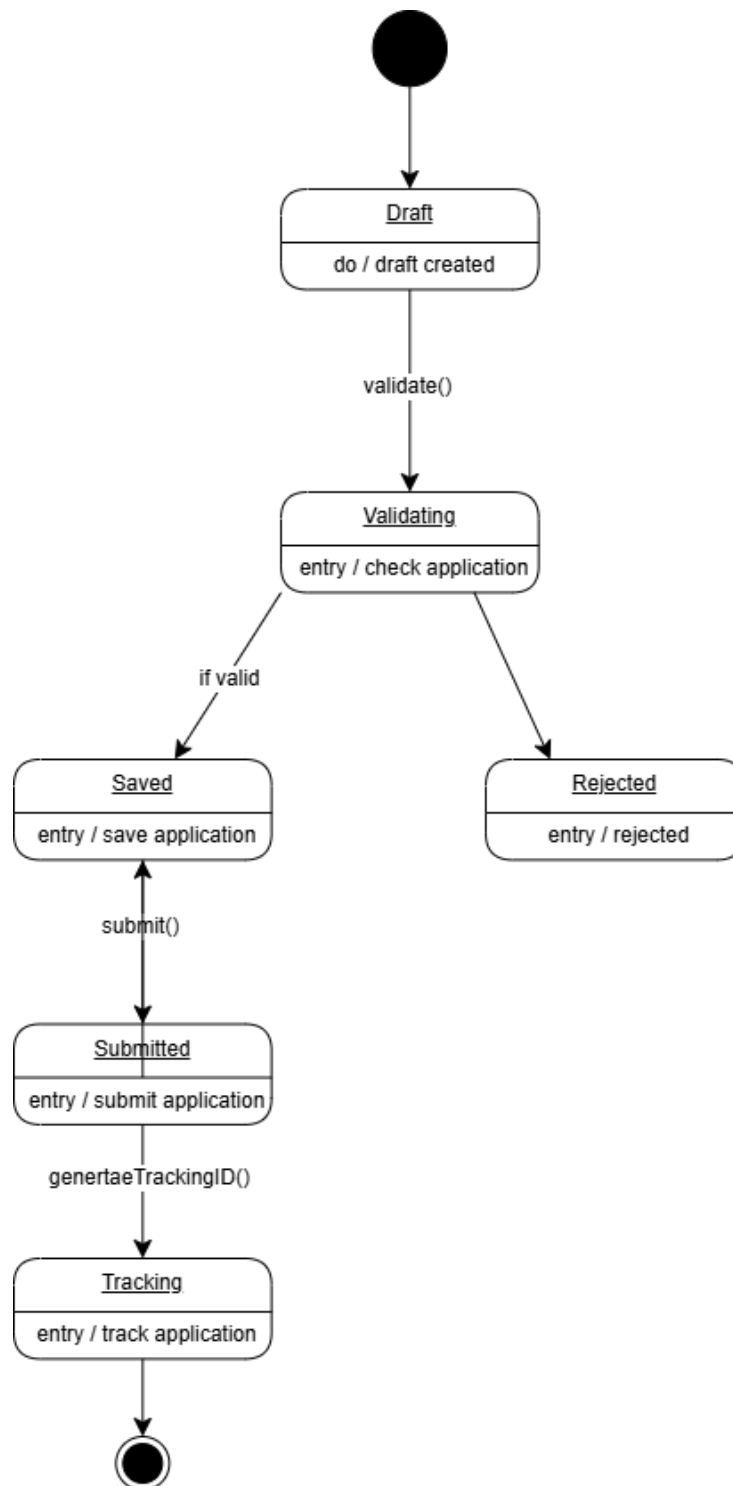 Draft
do / draft created
validate()
Validating
entry / check application
if valid
Saved
entry / save application
Rejected
entry / rejected
submit()
Submitted
entry / submit application
genertaeTrackingID()
Tracking
entry / track application